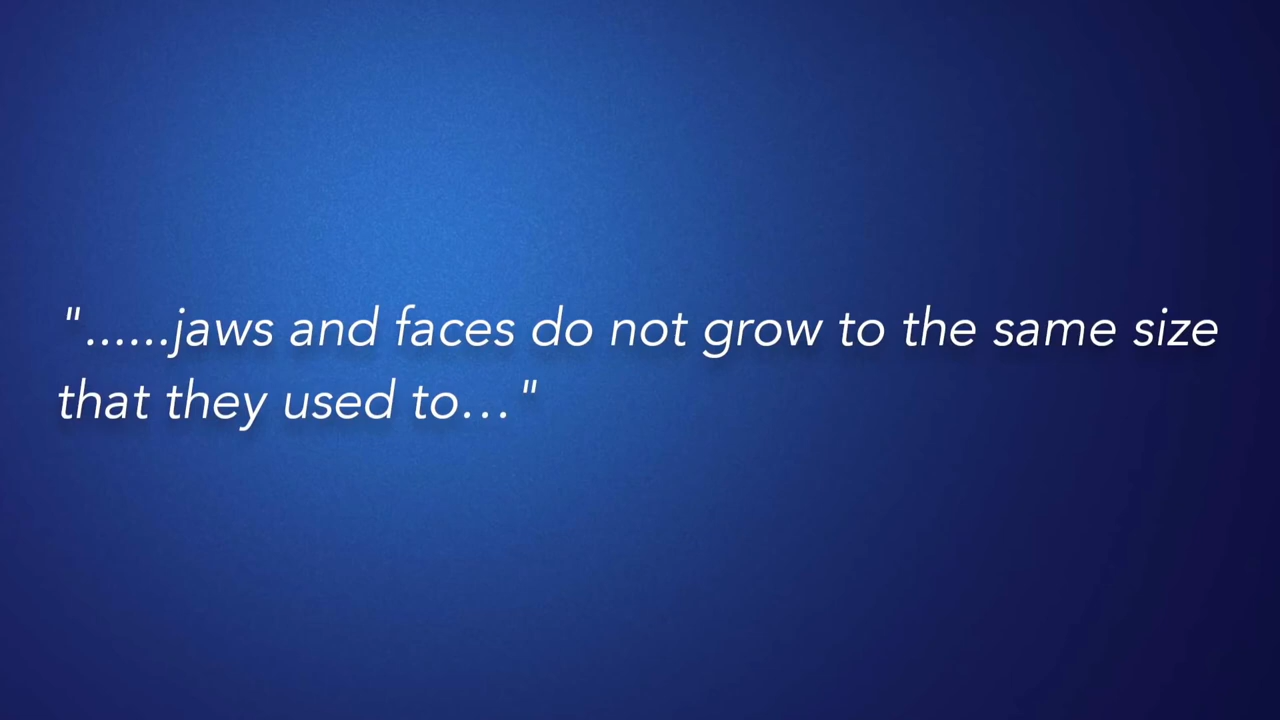 "......jaws and faces do not grow to the same size
that they used to…"